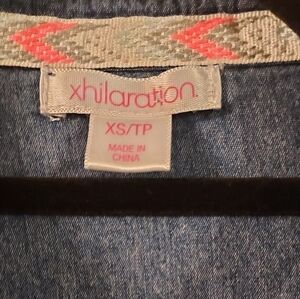 xhilaration.
XS/TP
MADE IN
CHINA